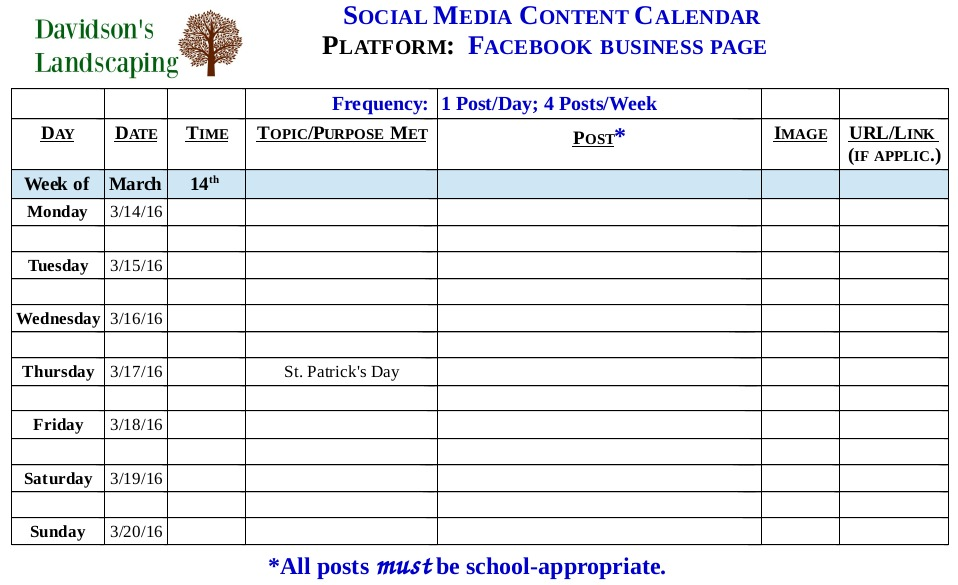 Davidson's
Landscaping
Social Media Content Calendar
Platform: Facebook business page
Frequency: 1 Post/Day; 4 Posts/Week
Day Date Time Topic/Purpose Met Post* Image URL/Link
(if applic.)
Week of March 14th
Monday 3/14/16
Tuesday 3/15/16
Wednesday 3/16/16
Thursday 3/17/16 St. Patrick's Day
Friday 3/18/16
Saturday 3/19/16
Sunday 3/20/16
*All posts must be school-appropriate.